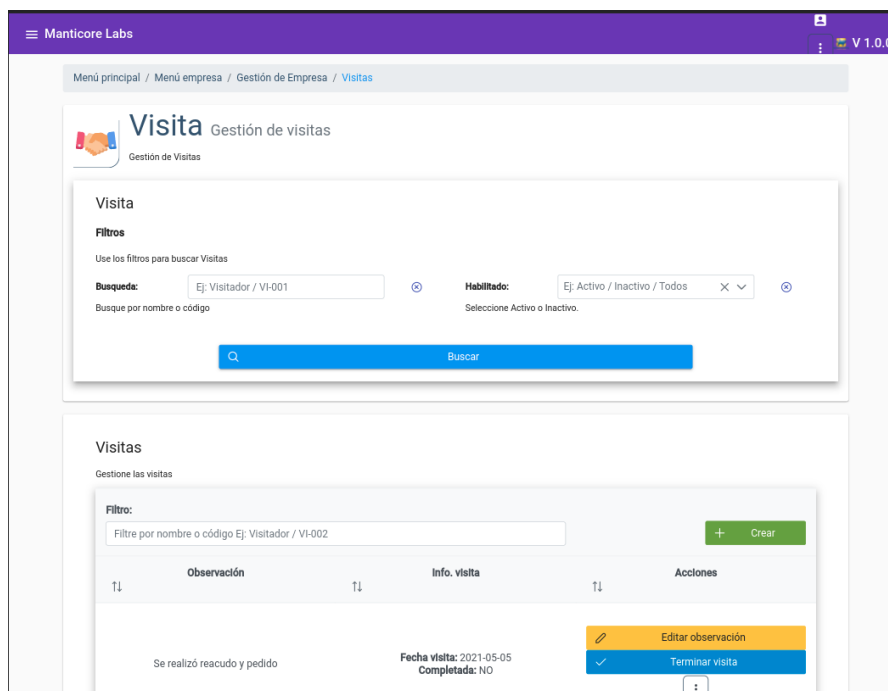 Manticore Labs
V 1.0.0
Menú principal / Menú empresa / Gestión de Empresa / Visitas
Visita Gestión de visitas
Gestión de Visitas
Visita
Filtros
Use los filtros para buscar Visitas
Busqueda: Ej: Visitador / VI-001 Habilitado: Ej: Activo / Inactivo / Todos
Busque por nombre o código Seleccione Activo o Inactivo.
Buscar
Visitas
Gestione las visitas
Filtro:
Filtre por nombre o código Ej: Visitador / VI-002
Crear
Observación Info. visita Acciones
Editar observación
Se realizó reacudo y pedido Fecha visita: 2021-05-05 Terminar visita
Completada: NO